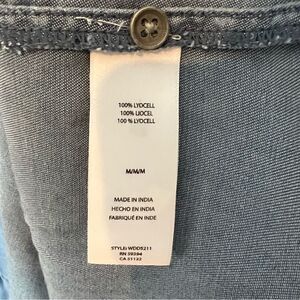 100% LYOCELL
100% LIOCEL
100 % LYOCELL
M/M/M
MADE IN INDIA
HECHO EN INDIA
FABRIQUÉ EN INDE
STYLE: WDD5211
RN 59394
CA 51122